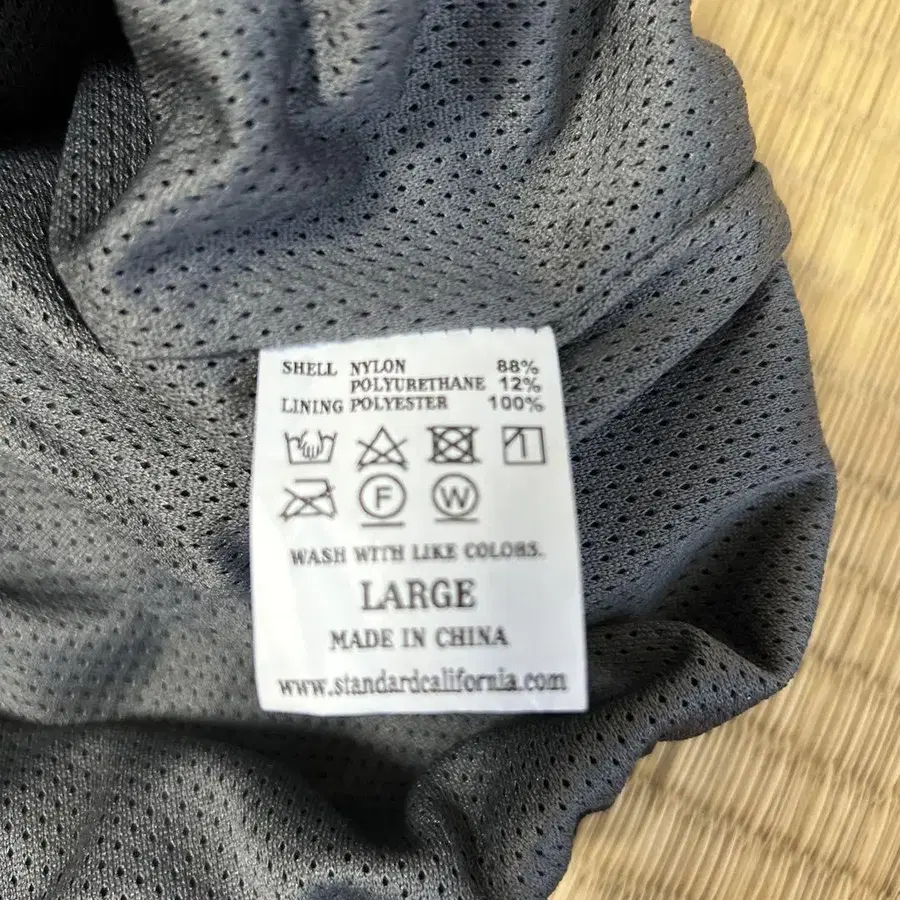 SHELL NYLON 88%
POLYURETHANE 12%
LINING POLYESTER 100%
F W
WASH WITH LIKE COLORS.
LARGE
MADE IN CHINA
www.standardcalifornia.com